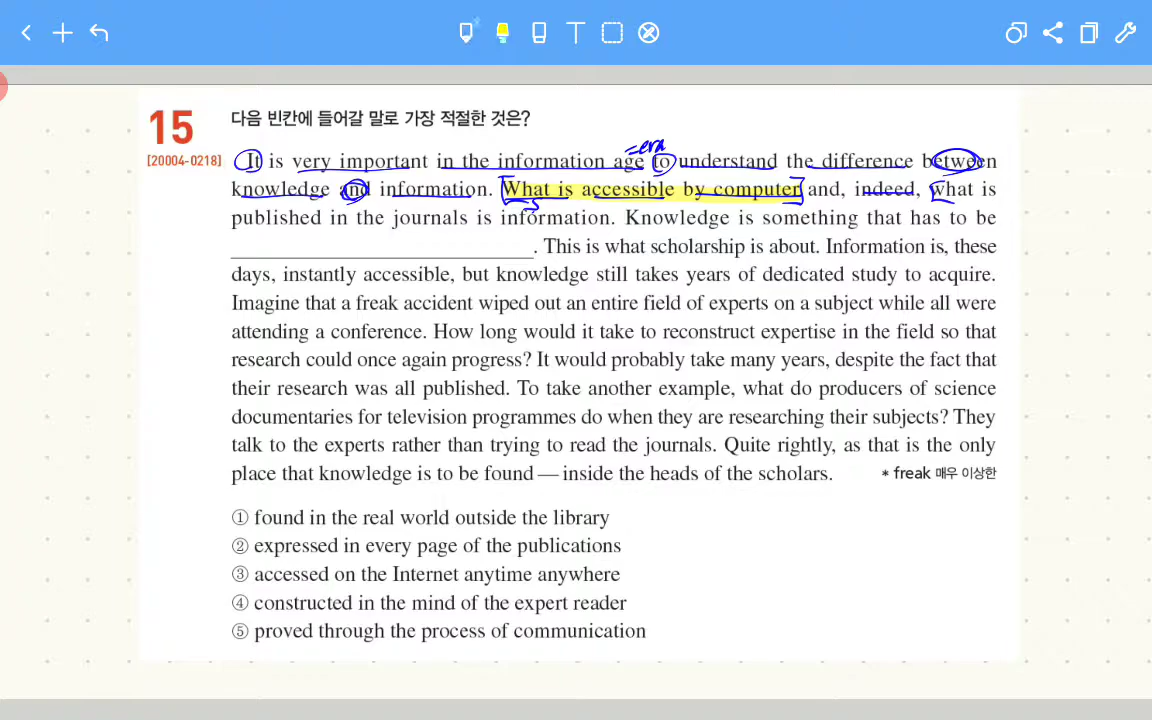 15
다음 빈칸에 들어갈 말로 가장 적절한 것은?
=era
[20004-0218] It is very important in the information age to understand the difference between
knowledge and information. What is accessible by computer and, indeed, what is
S
published in the journals is information. Knowledge is something that has to be
. This is what scholarship is about. Information is, these
days, instantly accessible, but knowledge still takes years of dedicated study to acquire.
Imagine that a freak accident wiped out an entire field of experts on a subject while all were
attending a conference. How long would it take to reconstruct expertise in the field so that
research could once again progress? It would probably take many years, despite the fact that
their research was all published. To take another example, what do producers of science
documentaries for television programmes do when they are researching their subjects? They
talk to the experts rather than trying to read the journals. Quite rightly, as that is the only
place that knowledge is to be found — inside the heads of the scholars. * freak 매우 이상한
① found in the real world outside the library
② expressed in every page of the publications
③ accessed on the Internet anytime anywhere
④ constructed in the mind of the expert reader
⑤ proved through the process of communication